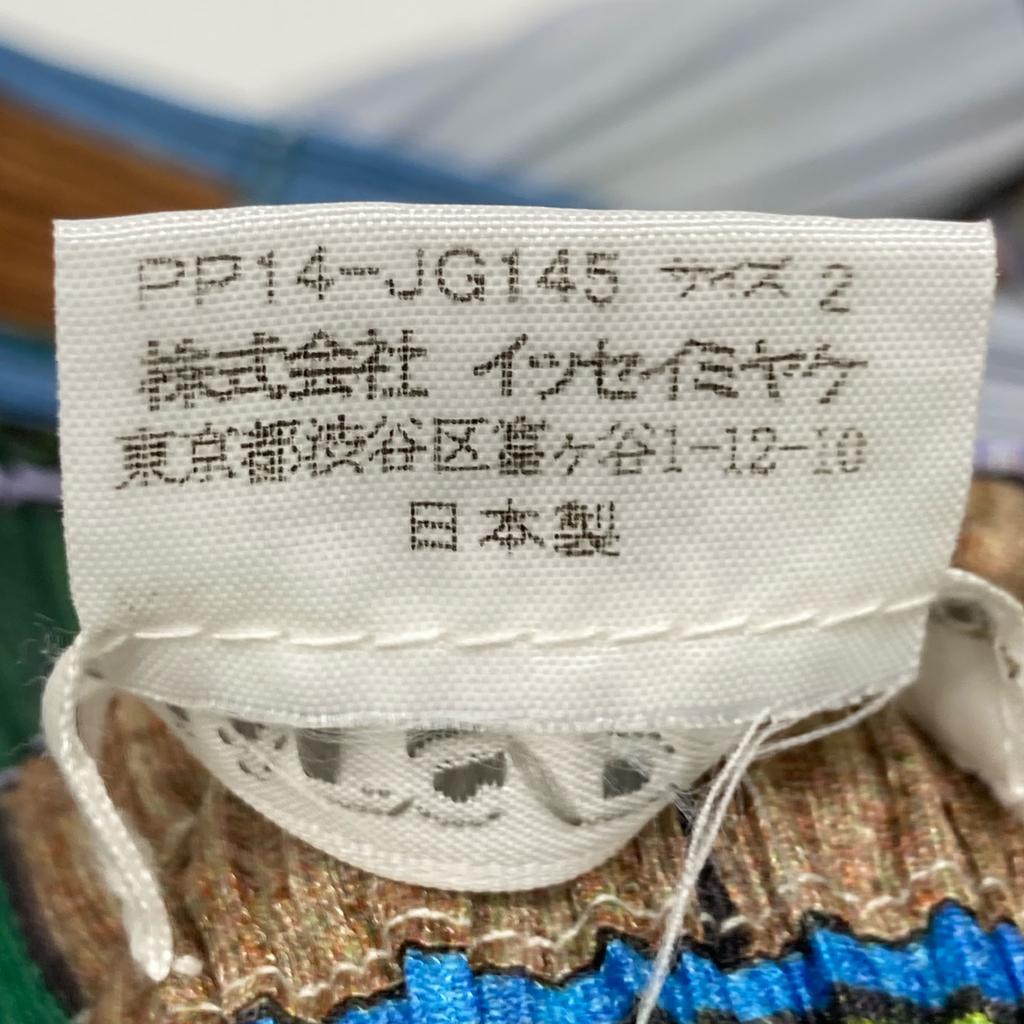 PP14-JG145 サイズ 2
株式会社 イッセイミヤケ
東京都渋谷区富ヶ谷1-12-10
日本製